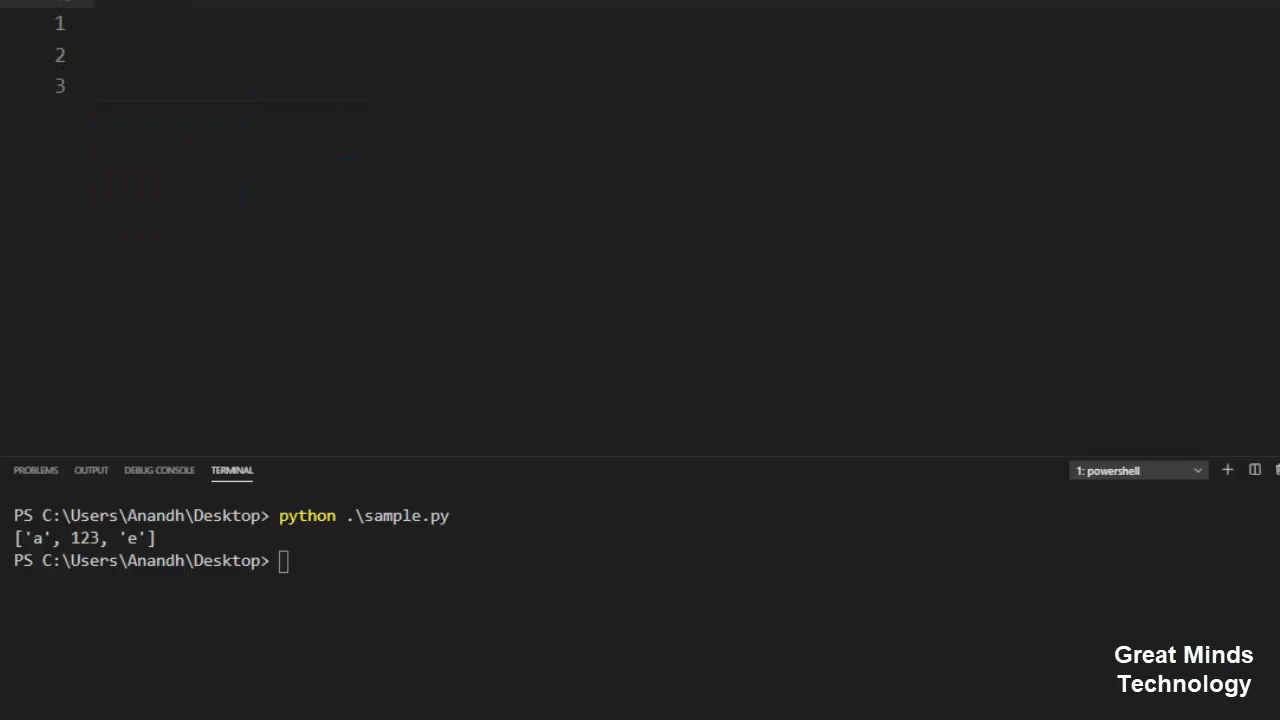 1
2
3
PROBLEMS OUTPUT DEBUG CONSOLE TERMINAL 1: powershell
PS C:\Users\Anandh\Desktop> python .\sample.py
['a', 123, 'e']
PS C:\Users\Anandh\Desktop>
Great Minds
Technology